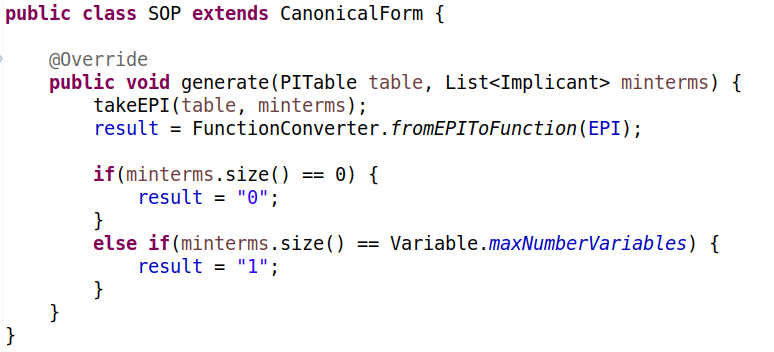 public class SOP extends CanonicalForm {
@Override
public void generate(PITable table, List<Implicant> minterms) {
takeEPI(table, minterms);
result = FunctionConverter.fromEPIToFunction(EPI);
if(minterms.size() == 0) {
result = "0";
}
else if(minterms.size() == Variable.maxNumberVariables) {
result = "1";
}
}
}